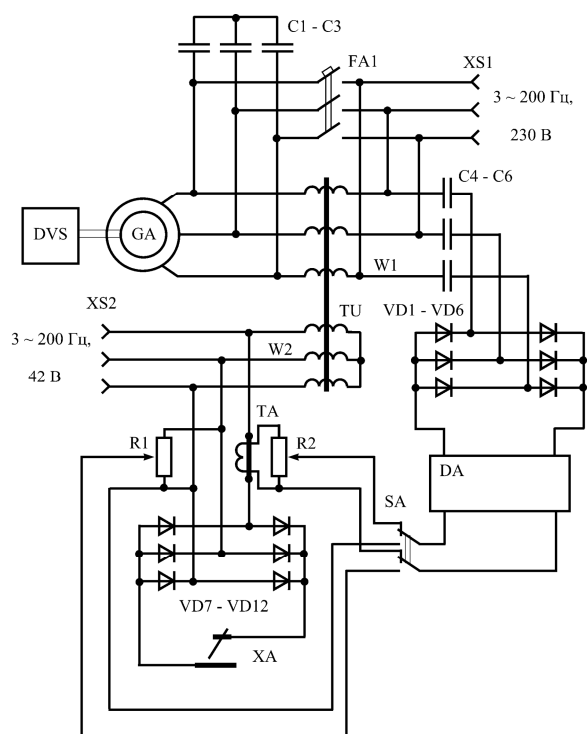 C1 - C3
FA1
XS1
3 ~ 200 Гц,
230 В
C4 - C6
DVS
GA
W1
XS2
TU
VD1 - VD6
3 ~ 200 Гц,
W2
42 В
TA
R1
R2
DA
SA
VD7 - VD12
XA